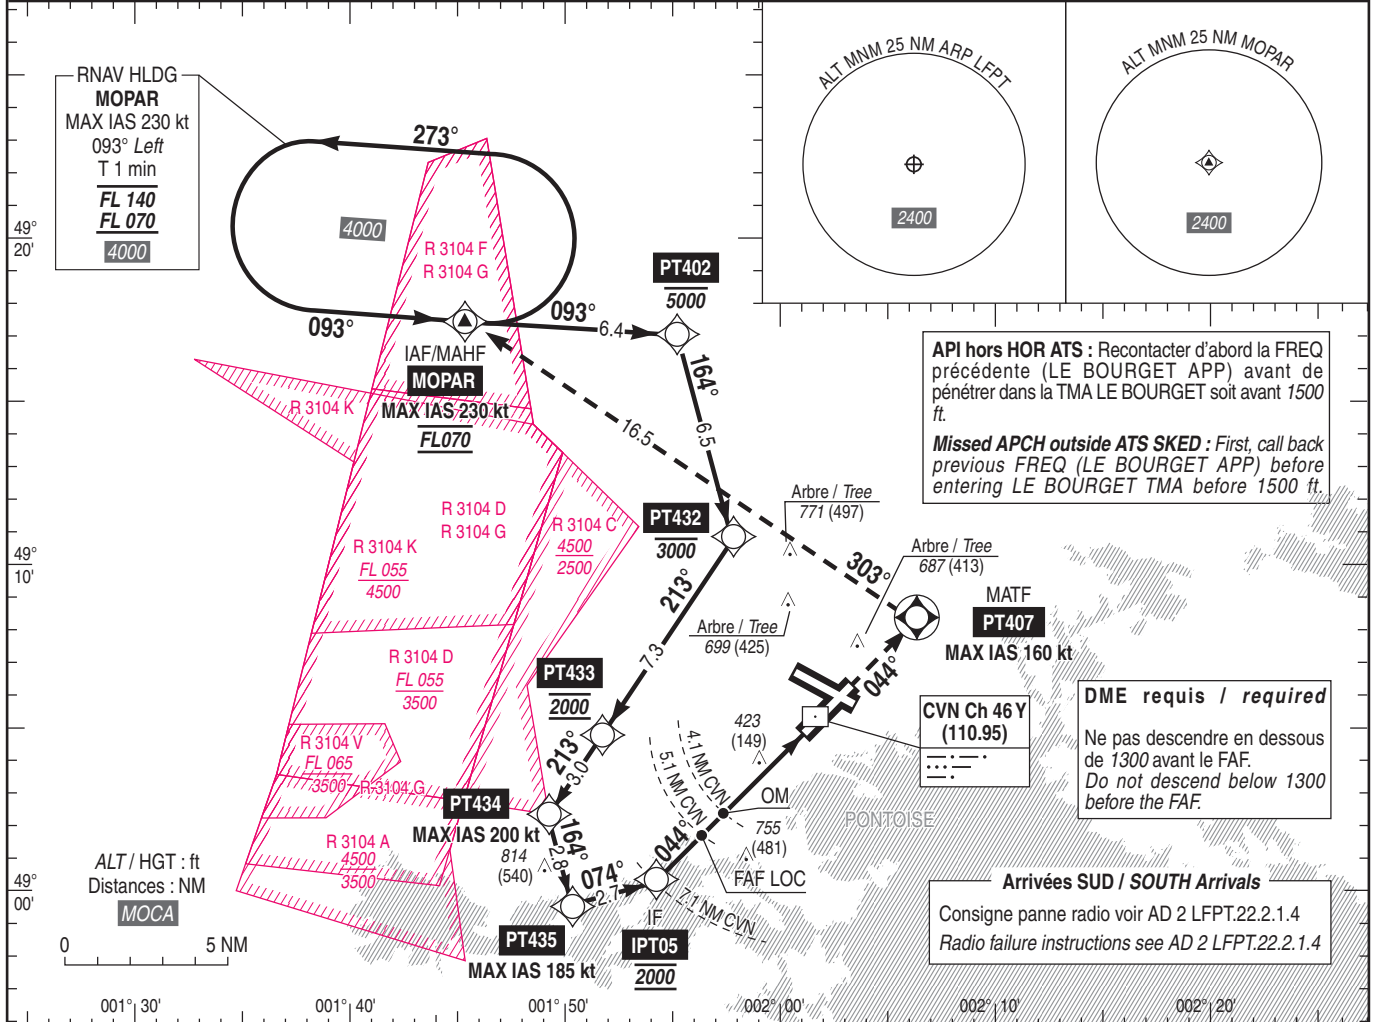 RNAV HLDG
MOPAR
MAX IAS 230 kt
093° Left
T 1 min
FL 140
FL 070
4000
273°
4000
093°
093°
6.4
R 3104 F
R 3104 G
IAF/MAHF
MOPAR
MAX IAS 230 kt
FL070
PT402
5000
164°
6.5
16.5
ALT MNM 25 NM ARP LFPT
2400
ALT MNM 25 NM MOPAR
2400
API hors HOR ATS : Recontacter d'abord la FREQ
précédente (LE BOURGET APP) avant de
pénétrer dans la TMA LE BOURGET soit avant 1500
ft.
Missed APCH outside ATS SKED : First, call back
previous FREQ (LE BOURGET APP) before
entering LE BOURGET TMA before 1500 ft.
R 3104 K
R 3104 D
R 3104 G
R 3104 C
4500
2500
R 3104 K
FL 055
4500
PT432
3000
213°
7.3
Arbre / Tree
771 (497)
Arbre / Tree
687 (413)
Arbre / Tree
699 (425)
303°
MATF
PT407
MAX IAS 160 kt
044°
R 3104 D
FL 055
3500
PT433
2000
213°
3.0
R 3104 V
FL 065
3500
R 3104 G
PT434
MAX IAS 200 kt
164°
2.8
814
(540)
R 3104 A
4500
3500
423
(149)
4.1 NM CVN
5.1 NM CVN
OM
755
(481)
FAF LOC
044°
074°
2.7
7.1 NM CVN
IF
IPT05
2000
PT435
MAX IAS 185 kt
CVN Ch 46 Y
(110.95)
PONTOISE
DME requis / required
Ne pas descendre en dessous
de 1300 avant le FAF.
Do not descend below 1300
before the FAF.
Arrivées SUD / SOUTH Arrivals
Consigne panne radio voir AD 2 LFPT.22.2.1.4
Radio failure instructions see AD 2 LFPT.22.2.1.4
ALT / HGT : ft
Distances : NM
MOCA
0 5 NM
49°
20'
49°
10'
49°
00'
001° 30'
001° 40'
001° 50'
002° 00'
002° 10'
002° 20'